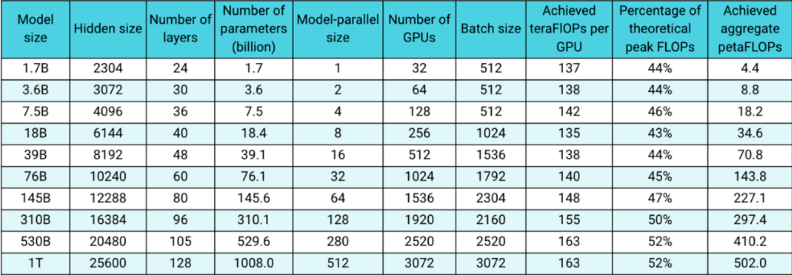 Model size Hidden size Number of layers Number of parameters (billion) Model-parallel size Number of GPUs Batch size Achieved teraFlOPs per GPU Percentage of theoretical peak FLOPs Achieved aggregate petaFLOPs
1.7B 2304 24 1.7 1 32 512 137 44% 4.4
3.6B 3072 30 3.6 2 64 512 138 44% 8.8
7.5B 4096 36 7.5 4 128 512 142 46% 18.2
18B 6144 40 18.4 8 256 1024 135 43% 34.6
39B 8192 48 39.1 16 512 1536 138 44% 70.8
76B 10240 60 76.1 32 1024 1792 140 45% 143.8
145B 12288 80 145.6 64 1536 2304 148 47% 227.1
310B 16384 96 310.1 128 1920 2160 155 50% 297.4
530B 20480 105 529.6 280 2520 2520 163 52% 410.2
1T 25600 128 1008.0 512 3072 3072 163 52% 502.0